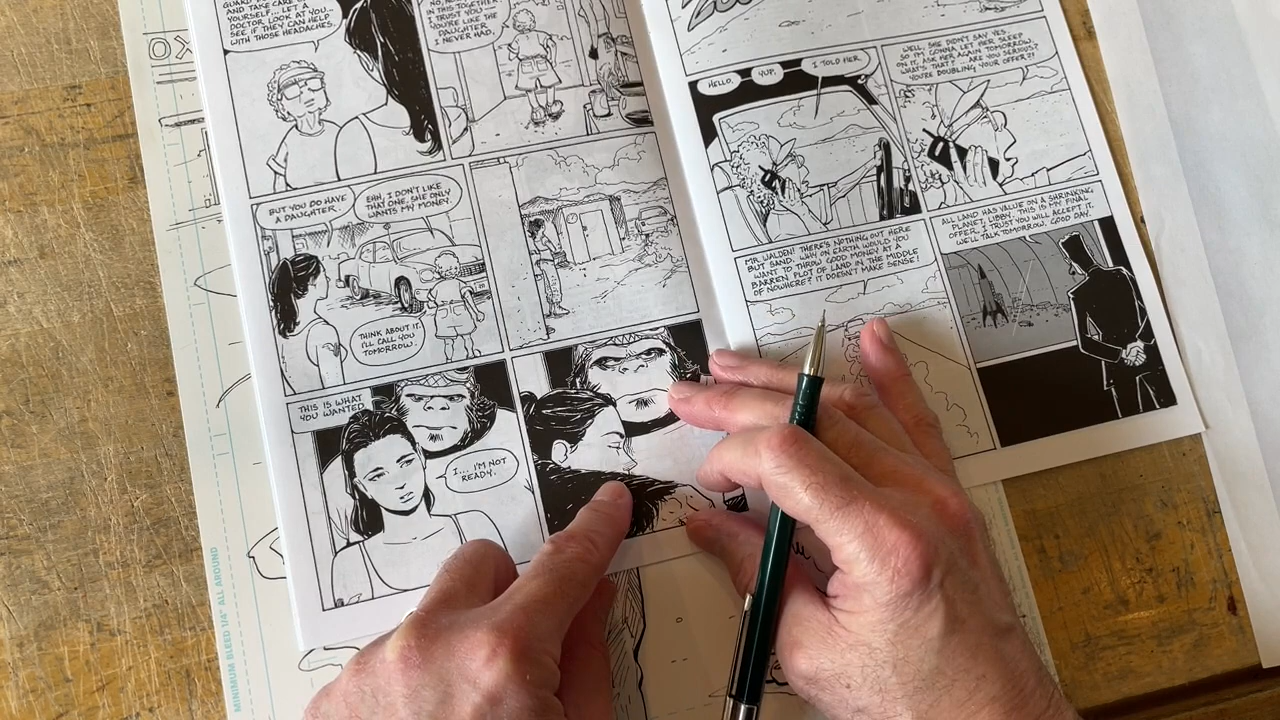 GUARD
AND TAKE CARE OF
YOURSELF. LET A
DOCTOR LOOK AT YOU,
SEE IF THEY CAN HELP
WITH THOSE HEADACHES.
THIS TOGETHER.
I TRUST YOU
YOU'RE LIKE THE
DAUGHTER
I NEVER HAD.
BUT YOU DO HAVE
A DAUGHTER.
EHH, I DON'T LIKE
THAT ONE. SHE ONLY
WANTS MY MONEY.
THINK ABOUT IT.
I'LL CALL YOU
TOMORROW.
THIS IS WHAT
YOU WANTED
I... I'M NOT
READY.
HELLO.
YUP.
I TOLD HER.
WELL, SHE DIDN'T SAY YES,
SO I'M GONNA LET HER SLEEP
ON IT, ASK HER AGAIN TOMORROW.
WHAT'S THAT? ...ARE YOU SERIOUS?
YOU'RE DOUBLING YOUR OFFER?!
MR WALDEN! THERE'S NOTHING OUT HERE
BUT SAND. WHY ON EARTH WOULD YOU
WANT TO THROW GOOD MONEY AT A
BARREN PLOT OF LAND IN THE MIDDLE
OF NOWHERE? IT DOESN'T MAKE SENSE!
ALL LAND HAS VALUE ON A SHRINKING
PLANET, LIBBY. THIS IS MY FINAL
OFFER. I TRUST YOU WILL ACCEPT IT.
WE'LL TALK TOMORROW. GOOD DAY.
MINIMUM BLEED 1/4" ALL AROUND